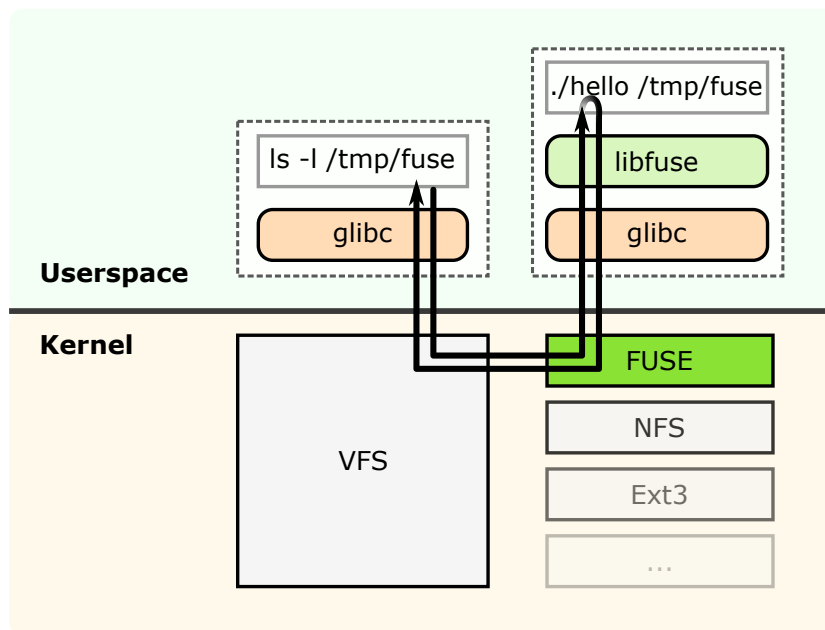 ./hello /tmp/fuse
ls -l /tmp/fuse
libfuse
glibc
glibc
Userspace
Kernel
FUSE
NFS
VFS
Ext3
...